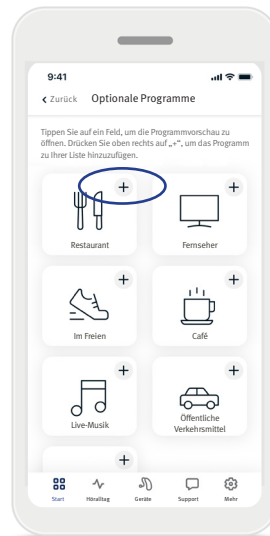 9:41
Zurück Optionale Programme
Tippen Sie auf ein Feld, um die Programmvorschau zu
öffnen. Drücken Sie oben rechts auf „+“, um das Programm
zu Ihrer Liste hinzuzufügen.
+ +
Restaurant Fernseher
+ +
Im Freien Café
+ +
Live-Musik Öffentliche
Verkehrsmittel
+
Start Höralltag Geräte Support Mehr